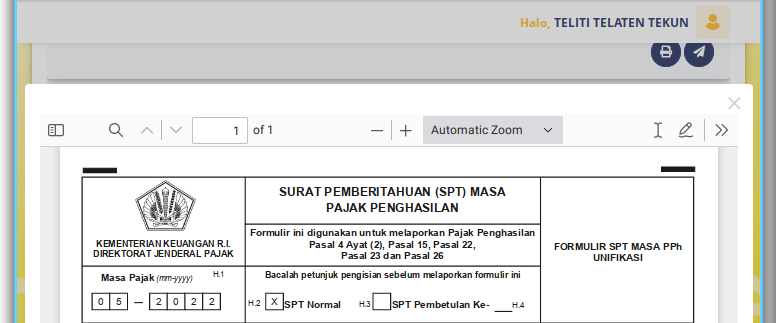 Halo, TELITI TELATEN TEKUN
1 of 1
Automatic Zoom
SURAT PEMBERITAHUAN (SPT) MASA
PAJAK PENGHASILAN
KEMENTERIAN KEUANGAN R.I.
DIREKTORAT JENDERAL PAJAK
Formulir ini digunakan untuk melaporkan Pajak Penghasilan
Pasal 4 Ayat (2), Pasal 15, Pasal 22,
Pasal 23 dan Pasal 26
FORMULIR SPT MASA PPh
UNIFIKASI
Masa Pajak (mm-yyyy) H.1
0 5 — 2 0 2 2
Bacalah petunjuk pengisian sebelum melaporkan formulir ini
H.2 X SPT Normal H.3 SPT Pembetulan Ke- __ H.4